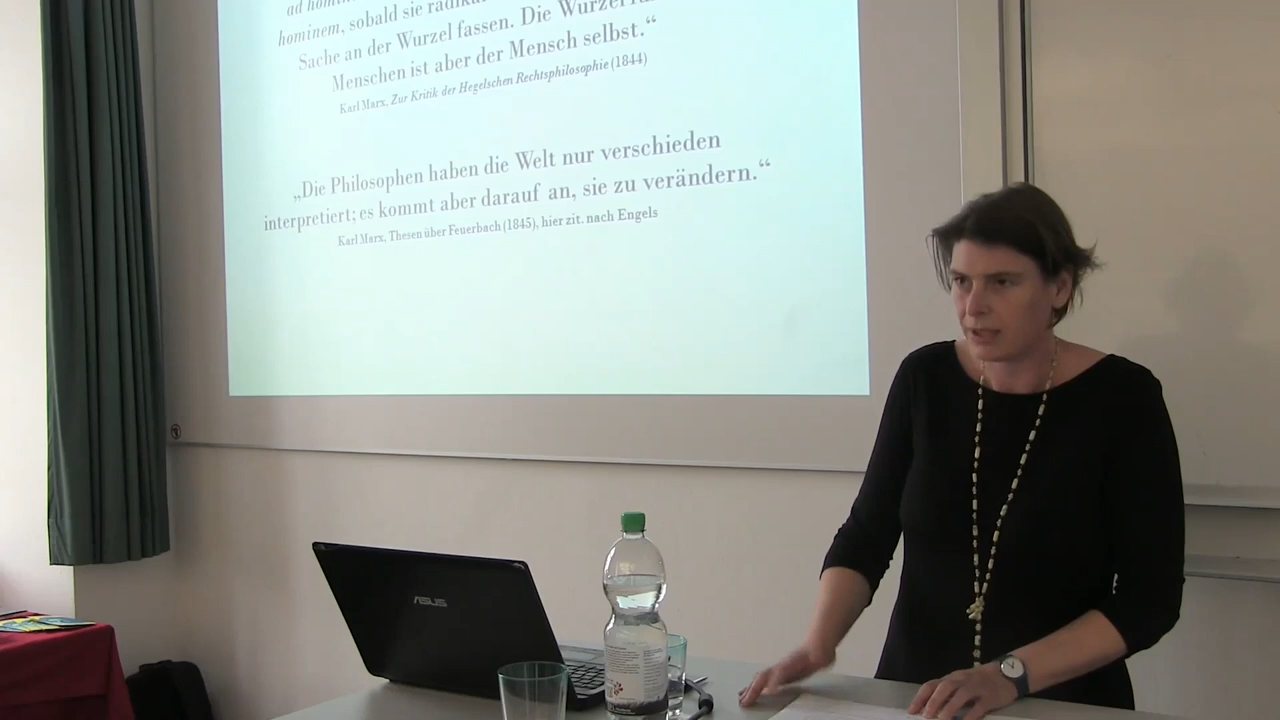 ad
hominem, sobald sie
Sache an der Wurzel fassen. Die Wurzel
Menschen ist aber der Mensch selbst.“
Karl Marx, Zur Kritik der Hegelschen Rechtsphilosophie (1844)
„Die Philosophen haben die Welt nur verschieden
interpretiert; es kommt aber darauf an, sie zu verändern.“
Karl Marx, Thesen über Feuerbach (1845), hier zit. nach Engels
ASUS